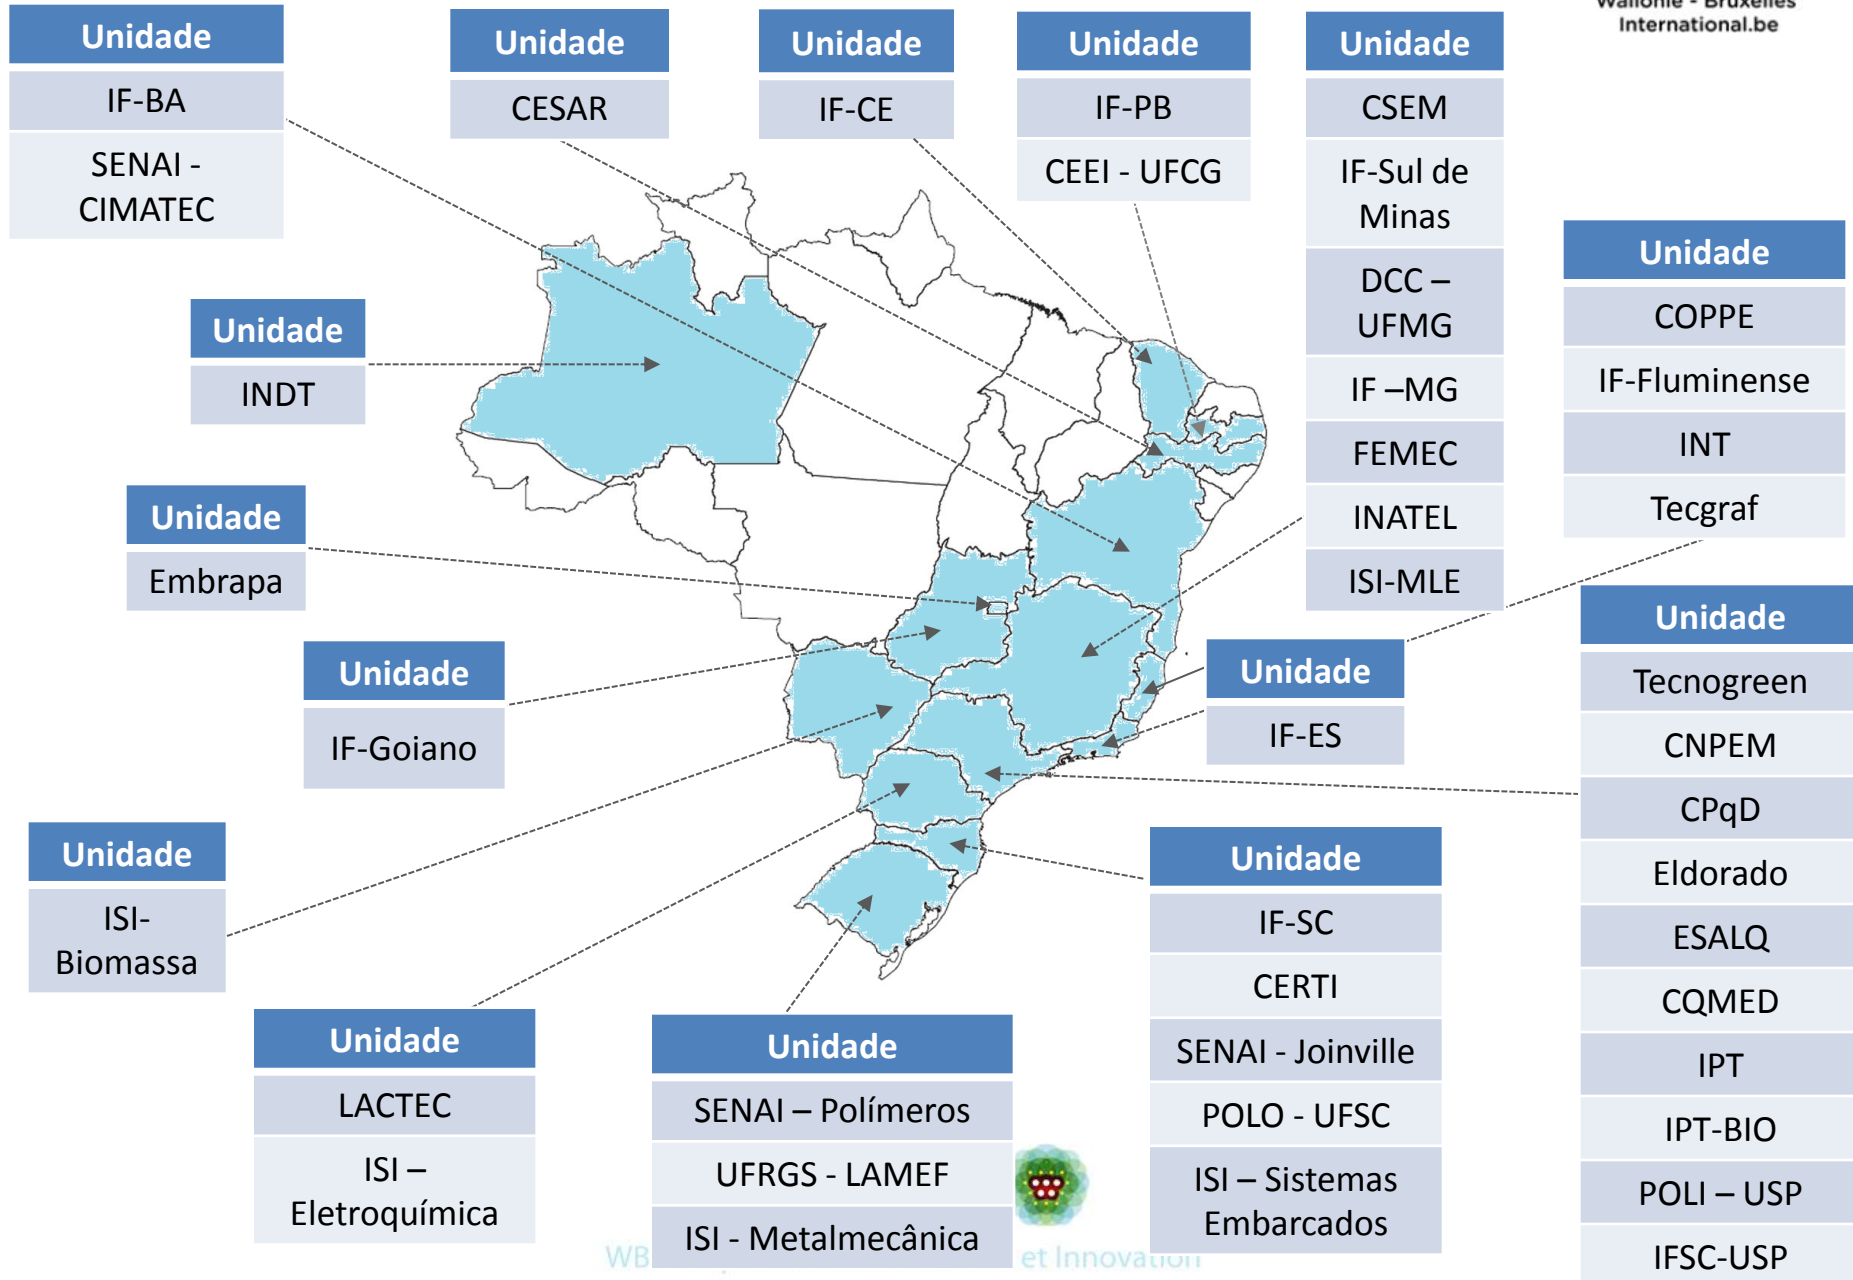 Wallonie - Bruxelles
International.be
Unidade
IF-BA
SENAI -
CIMATEC
Unidade
CESAR
Unidade
IF-CE
Unidade
IF-PB
CEEI - UFCG
Unidade
CSEM
IF-Sul de
Minas
DCC –
UFMG
IF –MG
FEMEC
INATEL
ISI-MLE
Unidade
COPPE
IF-Fluminense
INT
Tecgraf
Unidade
INDT
Unidade
Embrapa
Unidade
IF-Goiano
Unidade
IF-ES
Unidade
Tecnogreen
CNPEM
CPqD
Eldorado
ESALQ
CQMED
IPT
IPT-BIO
POLI – USP
IFSC-USP
Unidade
ISI-
Biomassa
Unidade
LACTEC
ISI –
Eletroquímica
Unidade
SENAI – Polímeros
UFRGS - LAMEF
ISI - Metalmecânica
Unidade
IF-SC
CERTI
SENAI - Joinville
POLO - UFSC
ISI – Sistemas
Embarcados
WB
et Innovation